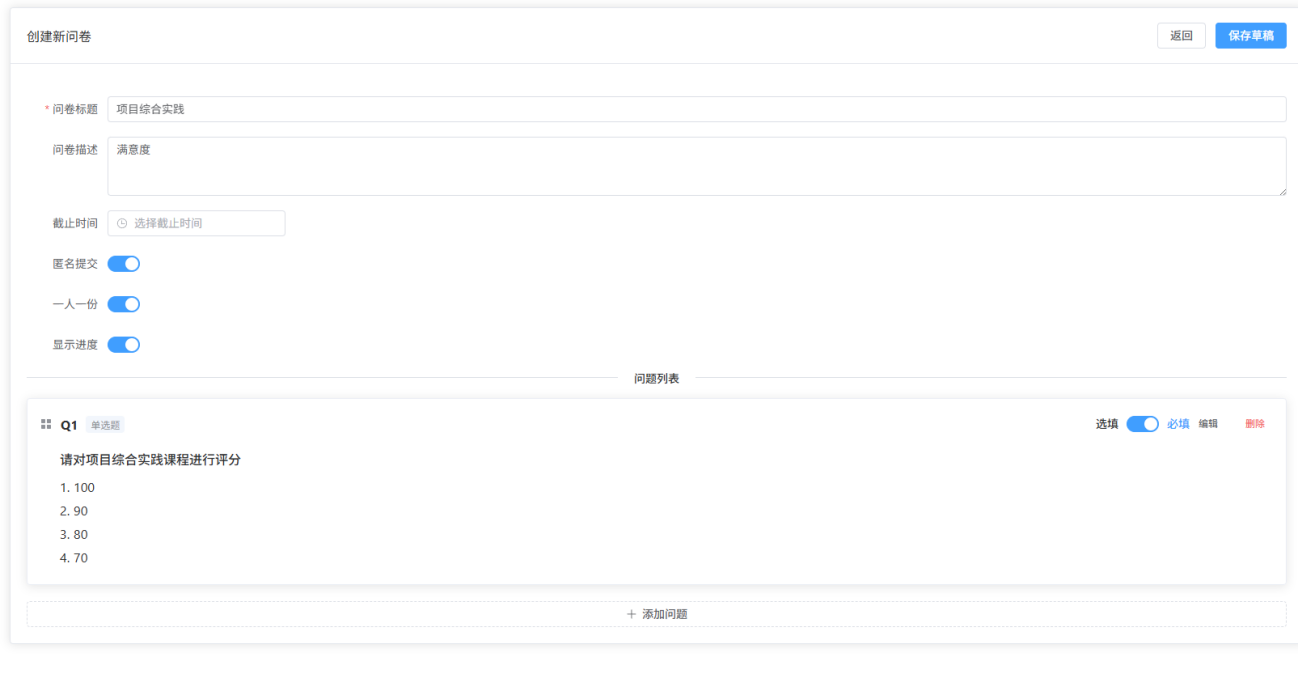 创建新问卷 返回 保存草稿
* 问卷标题 项目综合实践
问卷描述 满意度
截止时间 选择截止时间
匿名提交
一人一份
显示进度
问题列表
Q1 单选题 选填 必填 编辑 删除
请对项目综合实践课程进行评分
1. 100
2. 90
3. 80
4. 70
+ 添加问题